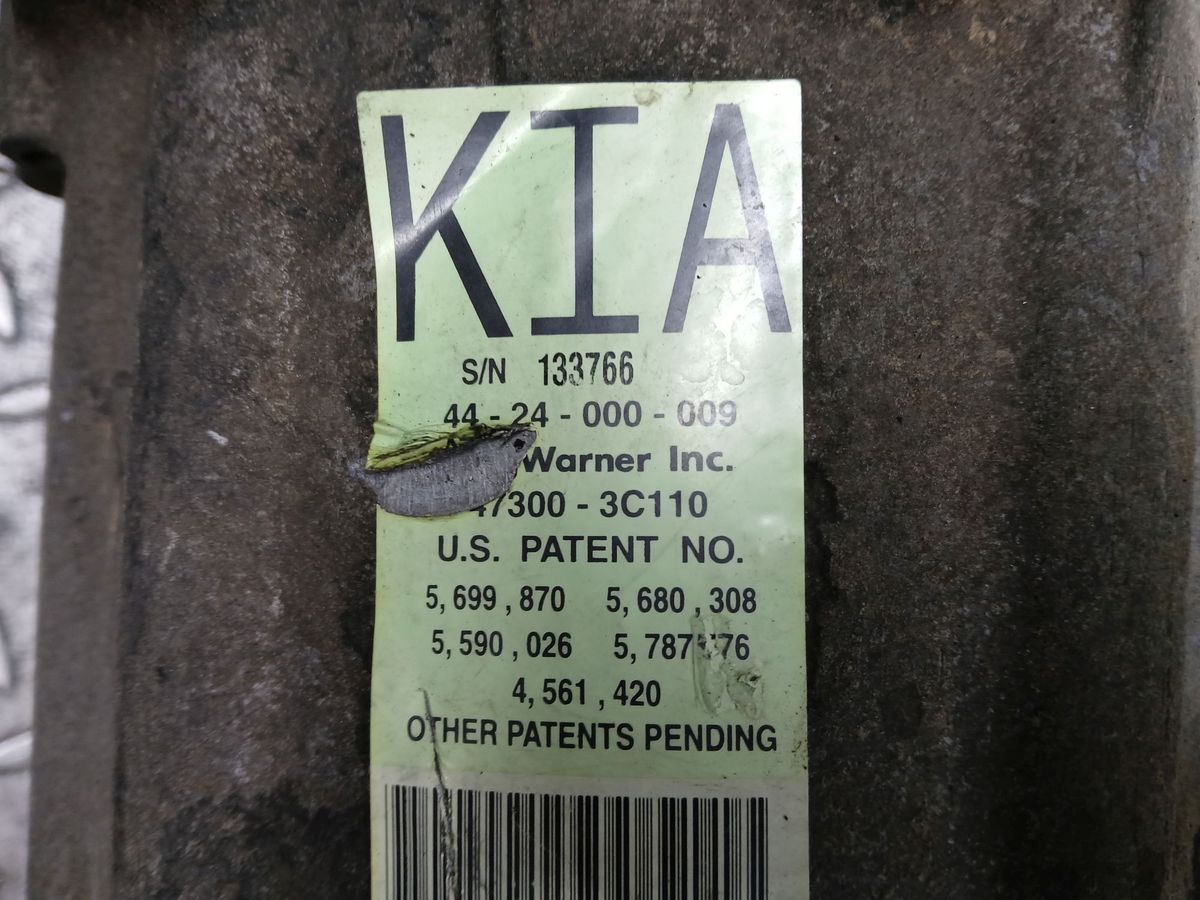 KIA
S/N 133766
44 - 24 - 000 - 009
Warner Inc.
47300 - 3C110
U.S. PATENT NO.
5,699,870 5,680,308
5,590,026
4,561,420
OTHER PATENTS PENDING